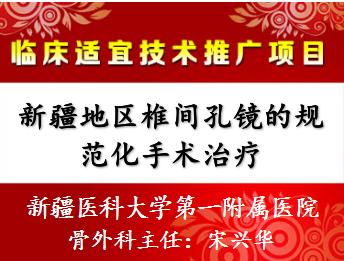 临床适宜技术推广项目
新疆地区椎间孔镜的规
范化手术治疗
新疆医科大学第一附属医院
骨外科主任：宋兴华